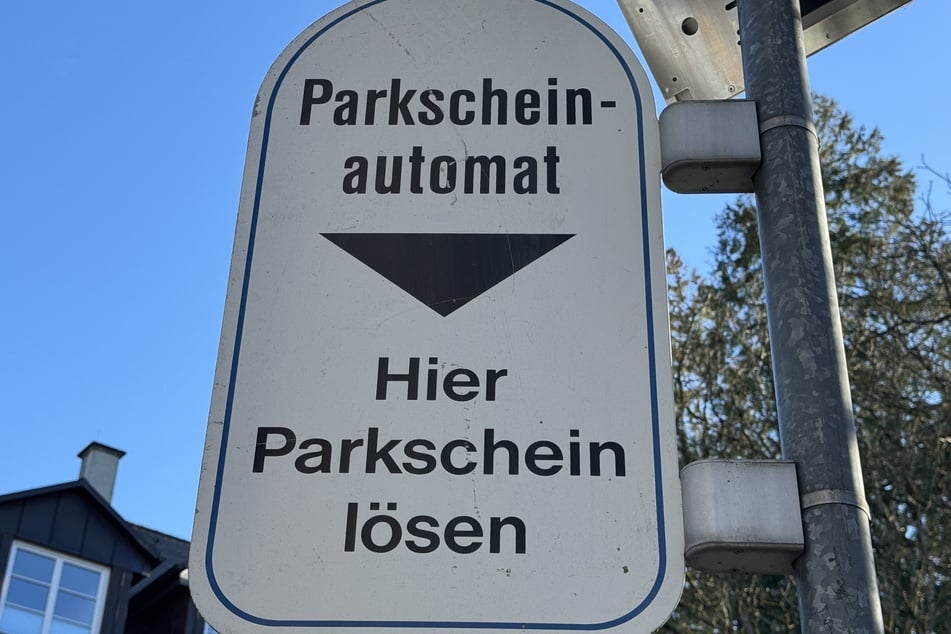 Parkschein-
automat
Hier
Parkschein
lösen